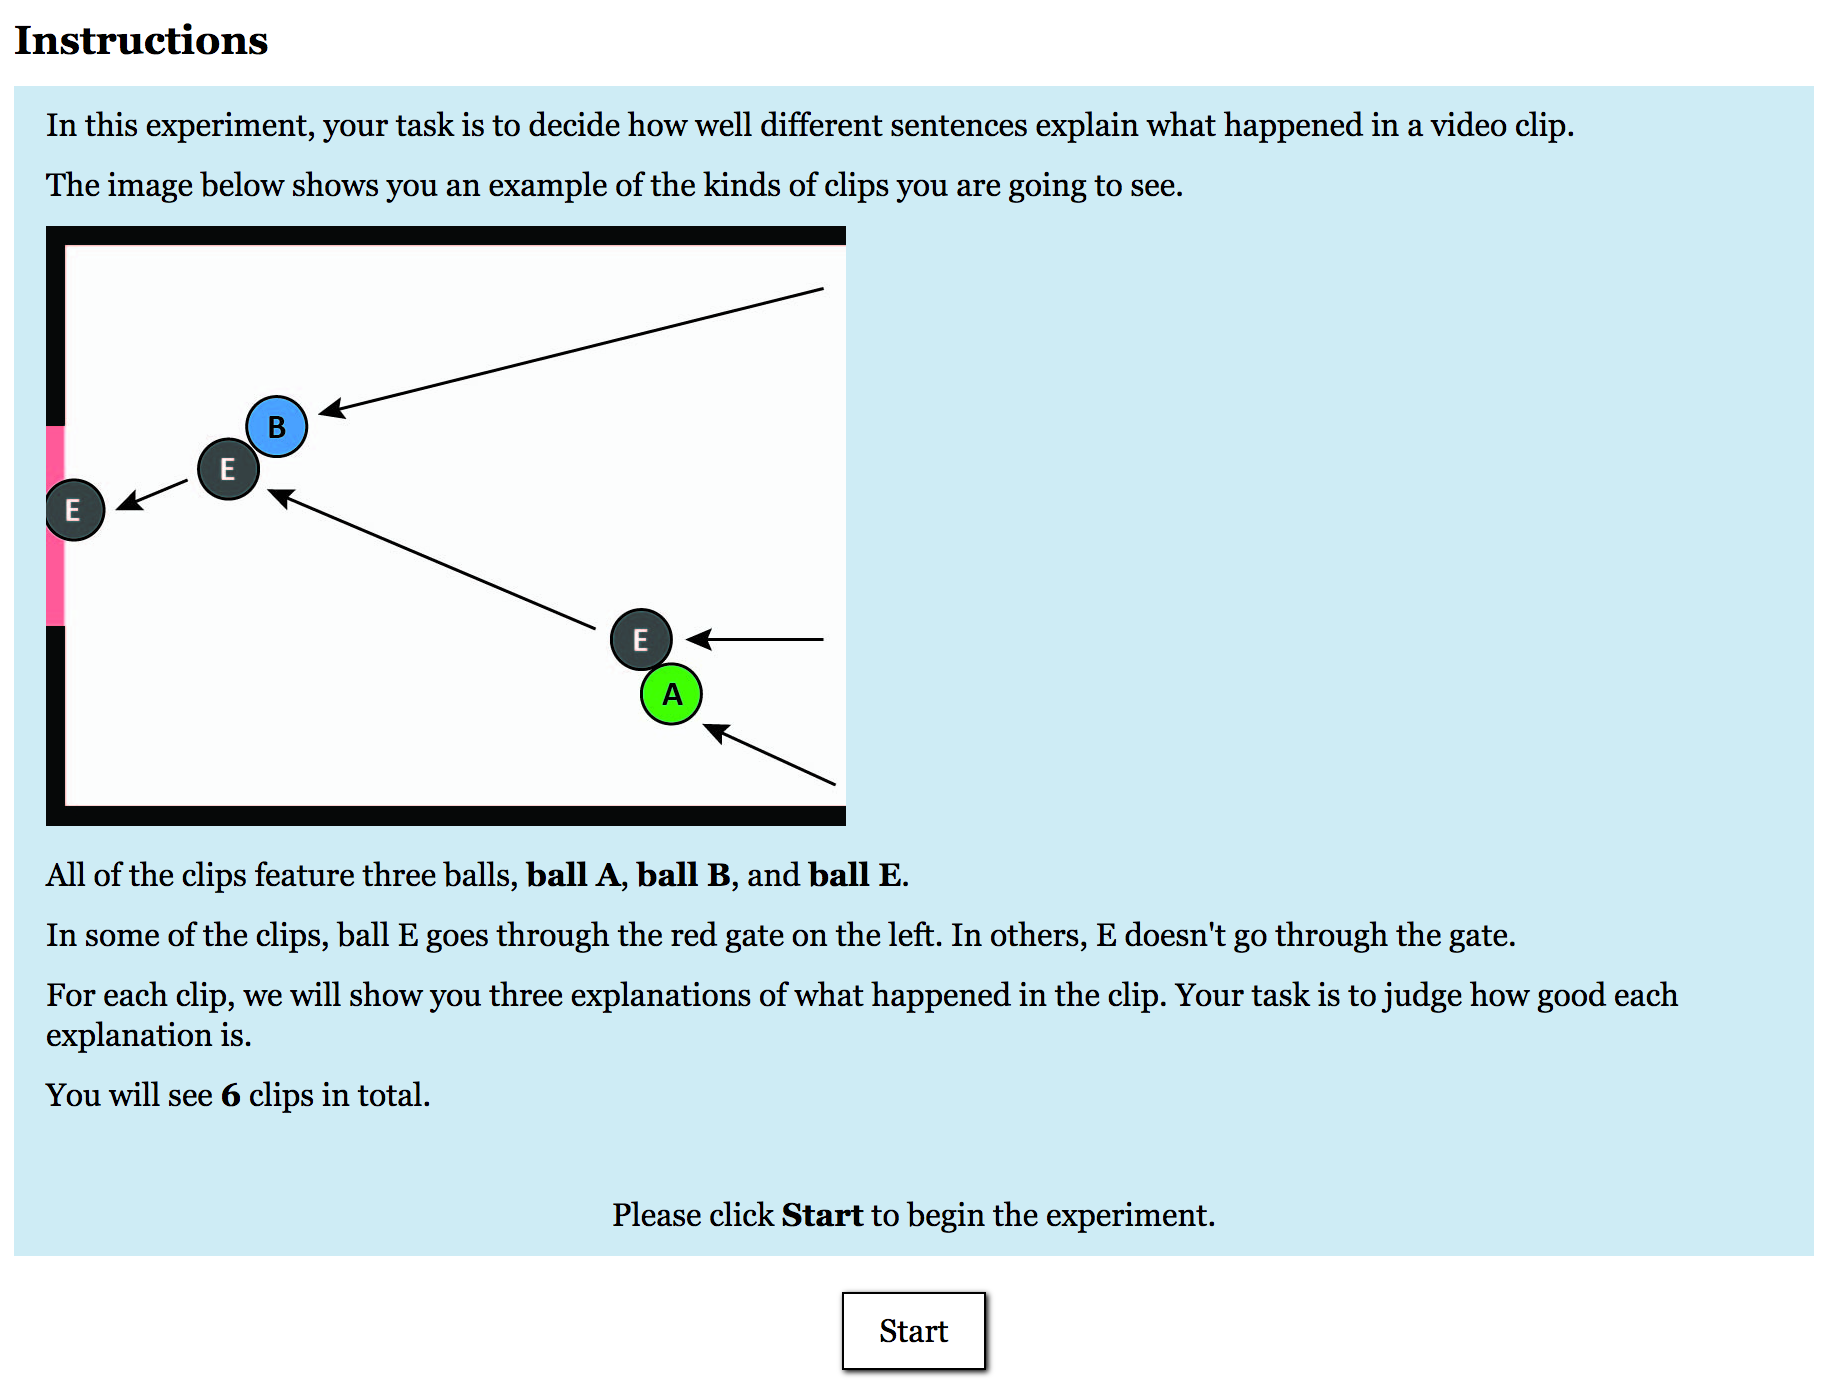 Instructions
In this experiment, your task is to decide how well different sentences explain what happened in a video clip.
The image below shows you an example of the kinds of clips you are going to see.
B
E
E
E
A
All of the clips feature three balls, ball A, ball B, and ball E.
In some of the clips, ball E goes through the red gate on the left. In others, E doesn't go through the gate.
For each clip, we will show you three explanations of what happened in the clip. Your task is to judge how good each
explanation is.
You will see 6 clips in total.
Please click Start to begin the experiment.
Start